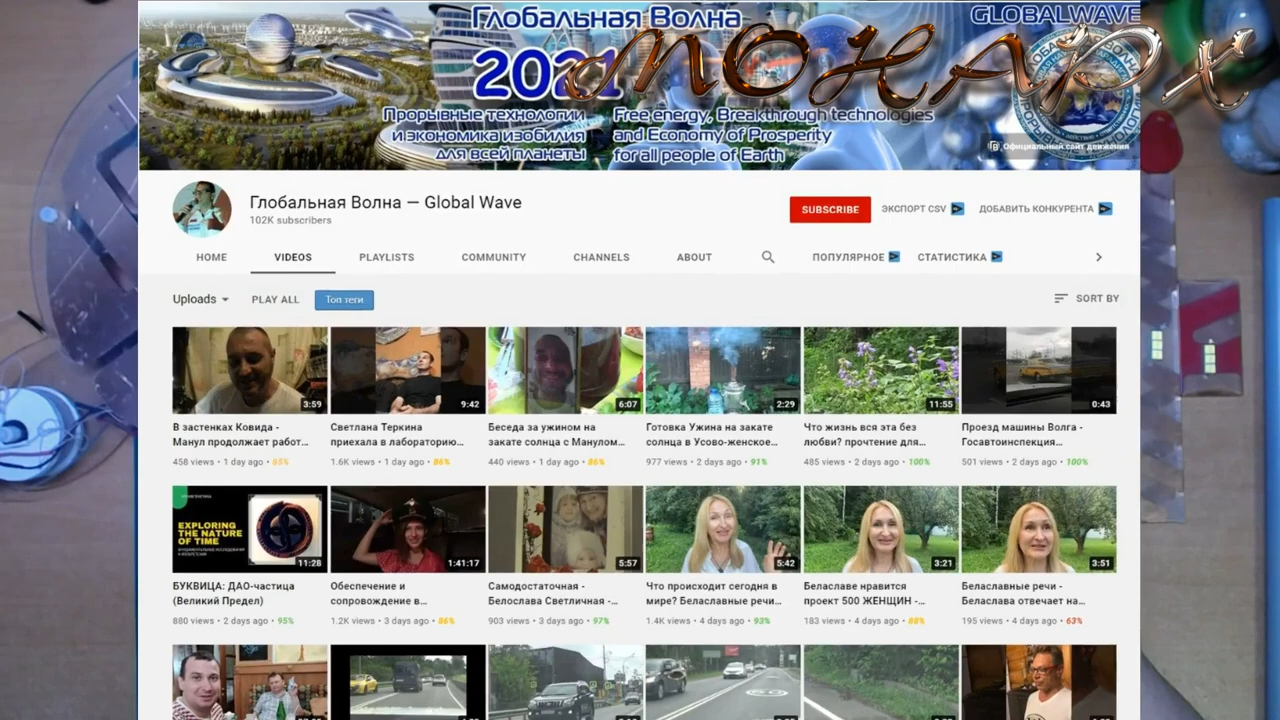 Глобальная Волна
GLOBALWAVE
2021
МОНАРХ
Прорывные технологии
и экономика изобилия
для всей планеты
Free energy, Breakthrough technologies
and Economy of Prosperity
for all people of Earth
Официальный сайт движения
Глобальная Волна — Global Wave
102K subscribers
SUBSCRIBE
ЭКСПОРТ CSV
ДОБАВИТЬ КОНКУРЕНТА
HOME VIDEOS PLAYLISTS COMMUNITY CHANNELS ABOUT ПОПУЛЯРНОЕ СТАТИСТИКА
Uploads PLAY ALL Топ теги SORT BY
3:59 9:42 6:07 2:29 11:55 0:43
В застенках Ковида -
Манул продолжает работ...
458 views • 1 day ago • 85%
Светлана Теркина
приехала в лабораторию...
1.6K views • 1 day ago • 86%
Беседа за ужином на
закате солнца с Манулом...
440 views • 1 day ago • 86%
Готовка Ужина на закате
солнца в Усово-женское...
977 views • 2 days ago • 91%
Что жизнь вся эта без
любви? прочтение для...
485 views • 2 days ago • 100%
Проезд машины Волга -
Госавтоинспекция...
501 views • 2 days ago • 100%
EXPLORING
THE NATURE
OF TIME
11:28 1:41:17 5:57 5:42 3:21 3:51
БУКВИЦА: ДАО-частица
(Великий Предел)
880 views • 2 days ago • 95%
Обеспечение и
сопровождение в...
1.2K views • 3 days ago • 86%
Самодостаточная -
Белослава Светличная -...
903 views • 3 days ago • 97%
Что происходит сегодня в
мире? Белаславные речи...
1.4K views • 4 days ago • 93%
Белаславе нравится
проект 500 ЖЕНЩИН -...
183 views • 4 days ago • 88%
Белаславные речи -
Беласлава отвечает на...
195 views • 4 days ago • 63%